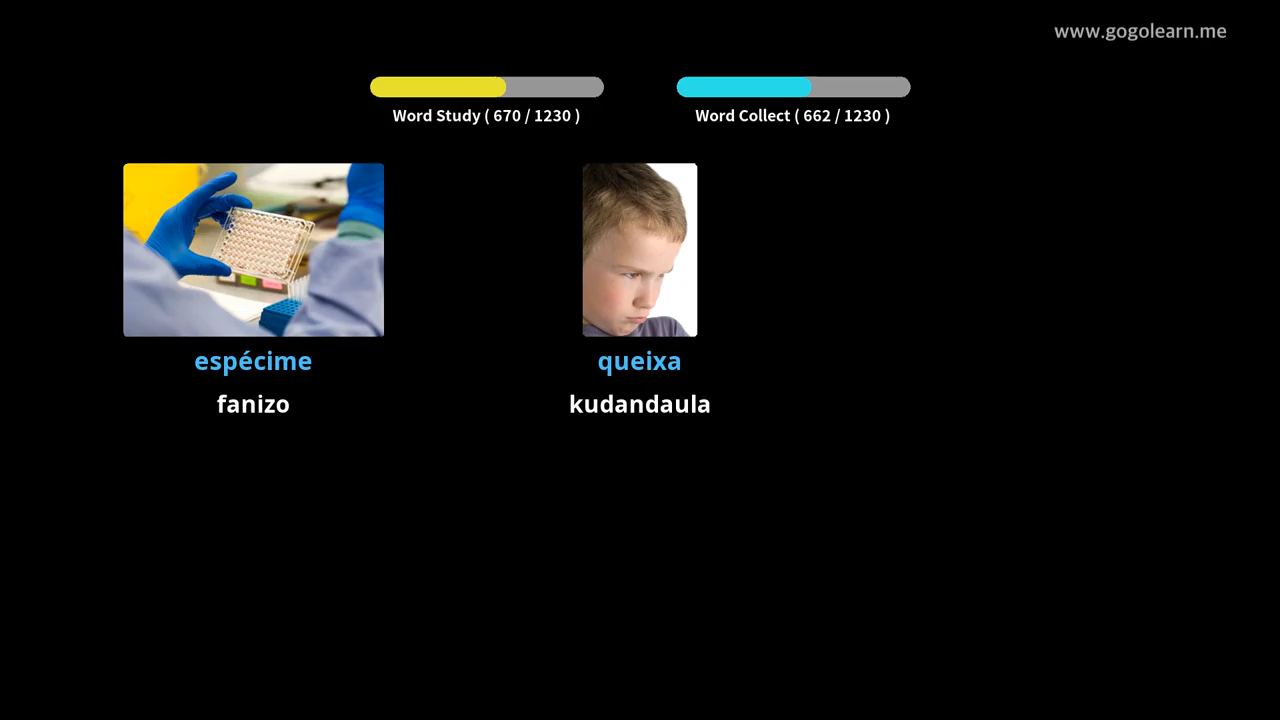 www.gogolearn.me
Word Study ( 670 / 1230 )
Word Collect ( 662 / 1230 )
espécime
fanizo
queixa
kudandaula